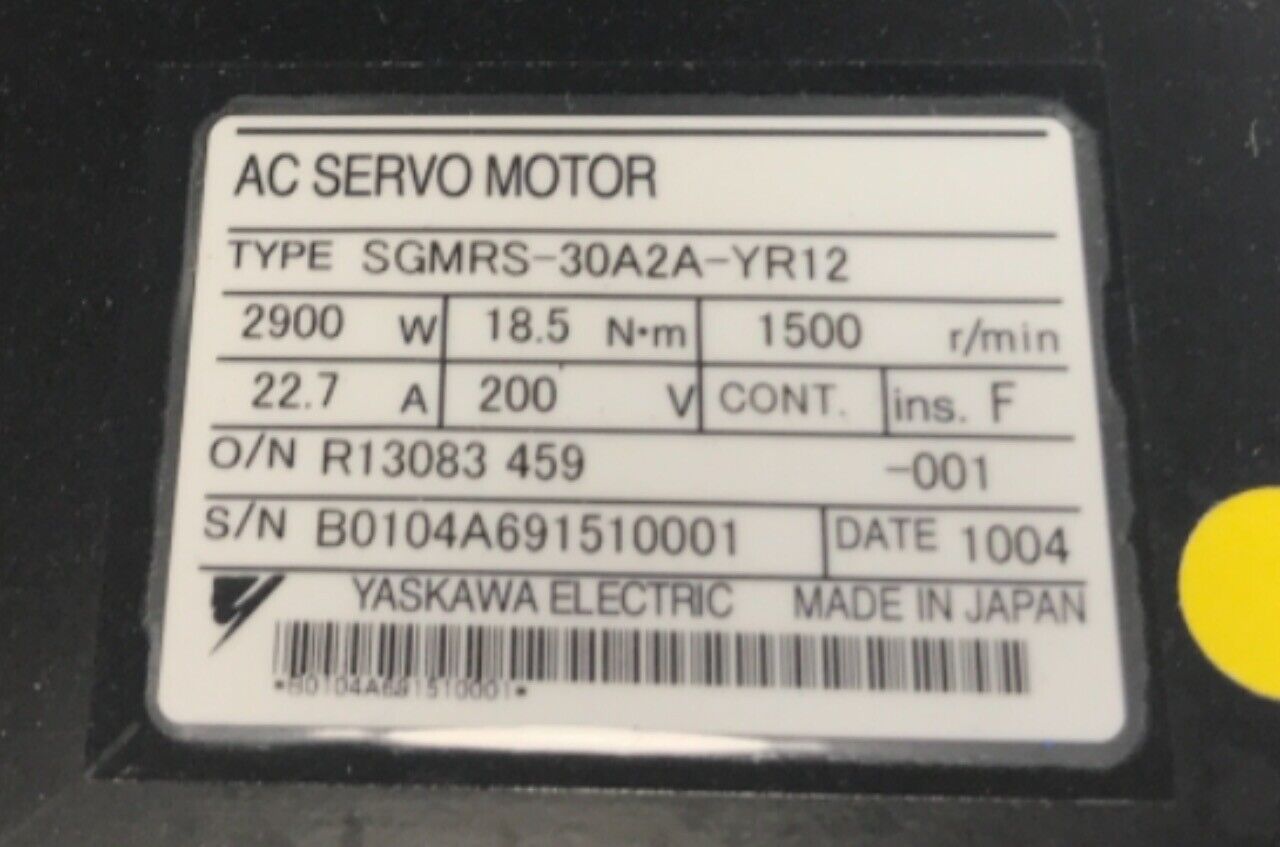 AC SERVO MOTOR
TYPE SGMRS-30A2A-YR12
2900 W 18.5 N•m 1500 r/min
22.7 A 200 V CONT. ins. F
O/N R13083 459 -001
S/N B0104A691510001 DATE 1004
YASKAWA ELECTRIC MADE IN JAPAN
*B0104A691510001*